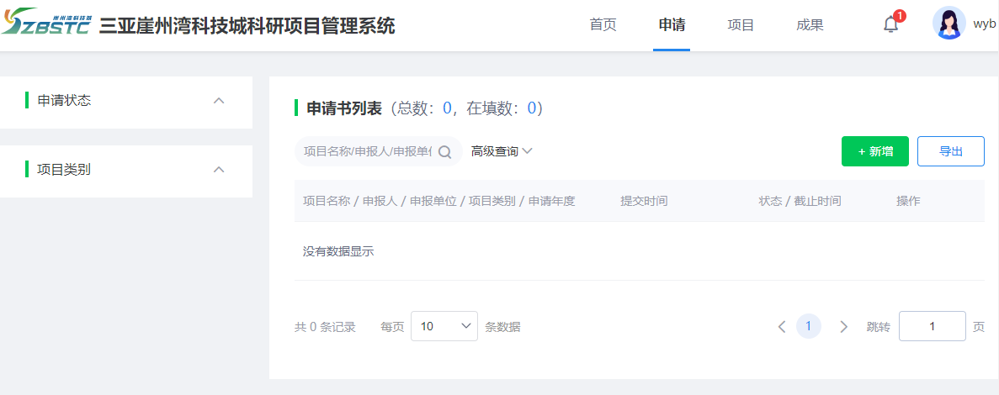 崖州湾科技城
YZBSTC 三亚崖州湾科技城科研项目管理系统 首页 申请 项目 成果 1 wyb
申请状态
项目类别
申请书列表（总数：0，在填数：0）
项目名称/申报人/申报单位 高级查询 + 新增 导出
项目名称 / 申报人 / 申报单位 / 项目类别 / 申请年度 提交时间 状态 / 截止时间 操作
没有数据显示
共 0 条记录 每页 10 条数据 1 跳转 1 页